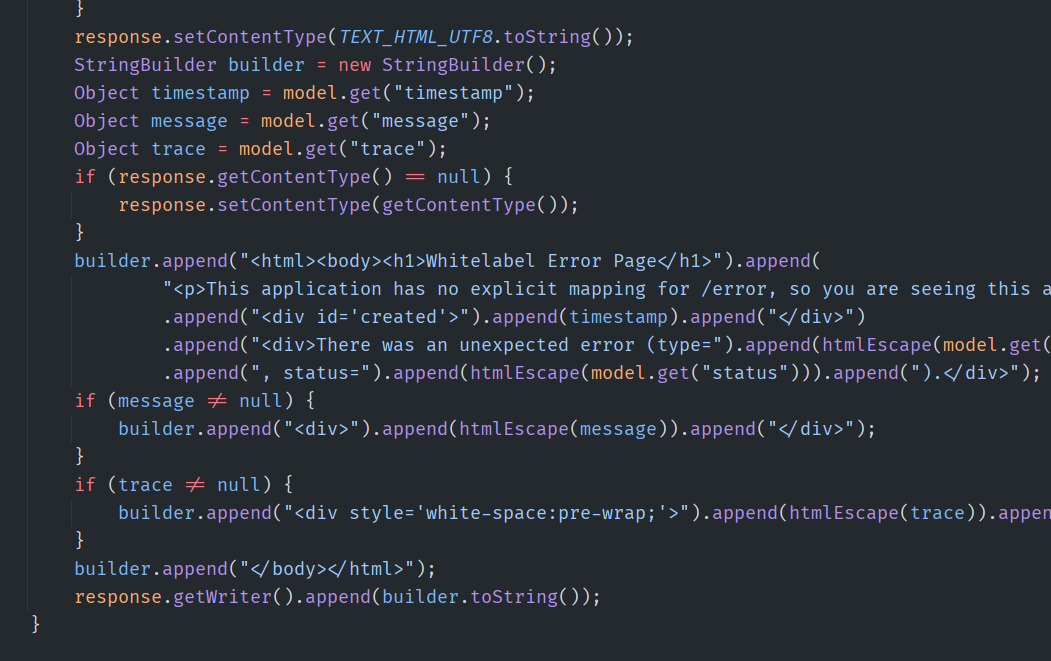 }
response.setContentType(TEXT_HTML_UTF8.toString());
StringBuilder builder = new StringBuilder();
Object timestamp = model.get("timestamp");
Object message = model.get("message");
Object trace = model.get("trace");
if (response.getContentType() == null) {
response.setContentType(getContentType());
}
builder.append("<html><body><h1>Whitelabel Error Page</h1>").append(
"<p>This application has no explicit mapping for /error, so you are seeing this a
.append("<div id='created'>").append(timestamp).append("</div>")
.append("<div>There was an unexpected error (type=").append(htmlEscape(model.get(
.append(", status=").append(htmlEscape(model.get("status"))).append(").</div>");
if (message != null) {
builder.append("<div>").append(htmlEscape(message)).append("</div>");
}
if (trace != null) {
builder.append("<div style='white-space:pre-wrap;'>").append(htmlEscape(trace)).appen
}
builder.append("</body></html>");
response.getWriter().append(builder.toString());
}